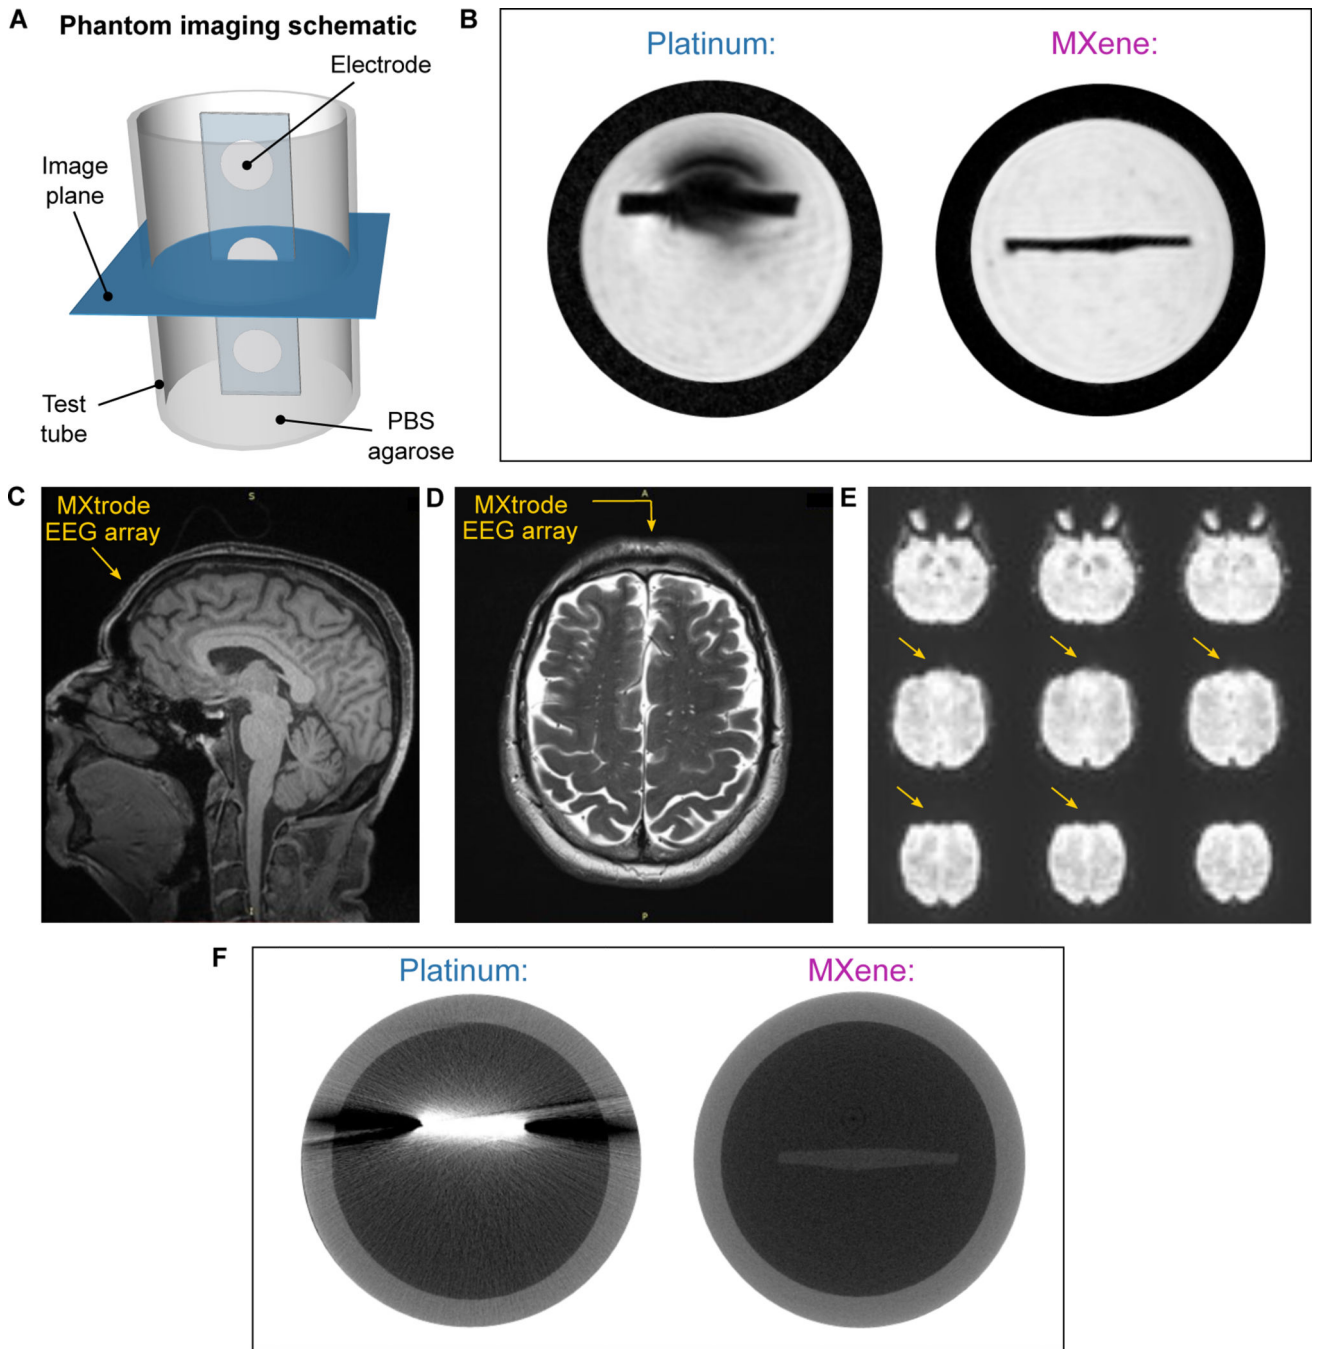 A
Phantom imaging schematic
Electrode
Image
plane
Test
tube
PBS
agarose
B
Platinum:
MXene:
C
MXtrode
EEG array
S
I
D
MXtrode
EEG array
A
P
E
F
Platinum:
MXene: